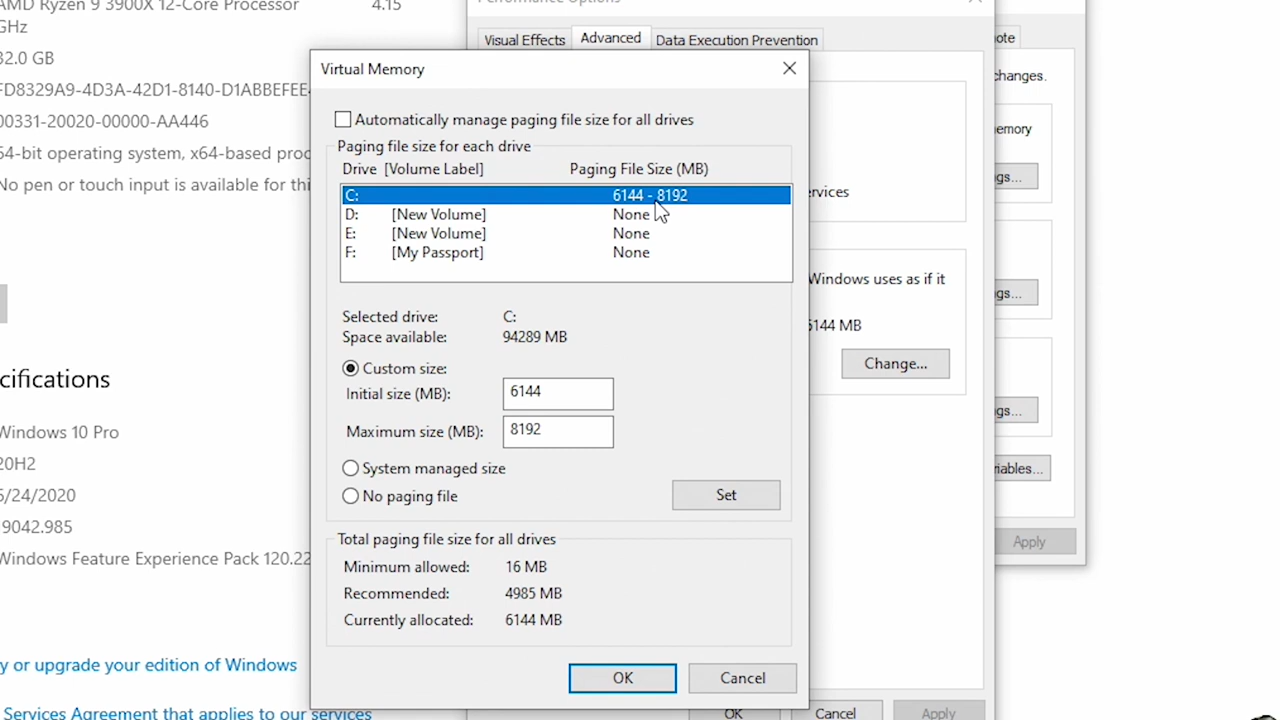 AMD Ryzen 9 3900X 12-Core Processor 4.15
GHz
32.0 GB
FD8329A9-4D3A-42D1-8140-D1ABBEFEE
00331-20020-00000-AA446
64-bit operating system, x64-based proc
No pen or touch input is available for thi
cifications
Windows 10 Pro
20H2
5/24/2020
19042.985
Windows Feature Experience Pack 120.22
y or upgrade your edition of Windows
Services Agreement that applies to our services
Performance Options
Visual Effects Advanced Data Execution Prevention
Virtual Memory
Automatically manage paging file size for all drives
Paging file size for each drive
Drive [Volume Label] Paging File Size (MB)
C: 6144 - 8192
D: [New Volume] None
E: [New Volume] None
F: [My Passport] None
Selected drive: C:
Space available: 94289 MB
Custom size:
Initial size (MB): 6144
Maximum size (MB): 8192
System managed size
No paging file
Set
Total paging file size for all drives
Minimum allowed: 16 MB
Recommended: 4985 MB
Currently allocated: 6144 MB
OK Cancel
ervices
Windows uses as if it
6144 MB
Change...
OK Cancel Apply
ote
changes.
emory
gs...
gs...
gs...
iables...
Apply